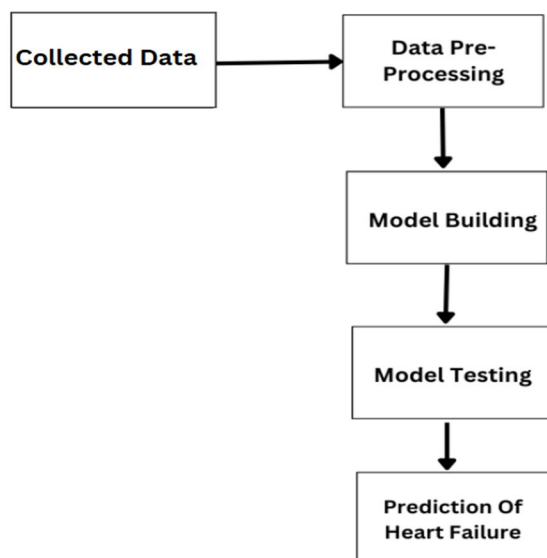 Collected Data
Data Pre-
Processing
Model Building
Model Testing
Prediction Of
Heart Failure